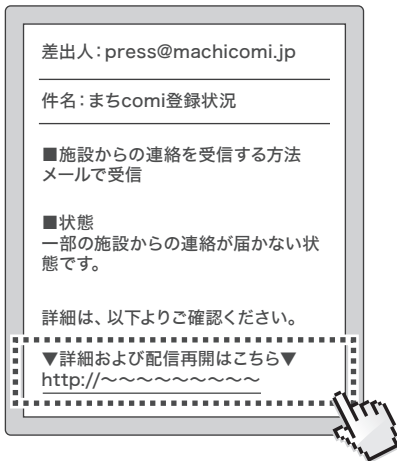 差出人：press@machicomi.jp
件名：まちcomi登録状況
■施設からの連絡を受信する方法
メールで受信
■状態
一部の施設からの連絡が届かない状
態です。
詳細は、以下よりご確認ください。
▼詳細および配信再開はこちら▼
http://～～～～～～～～～